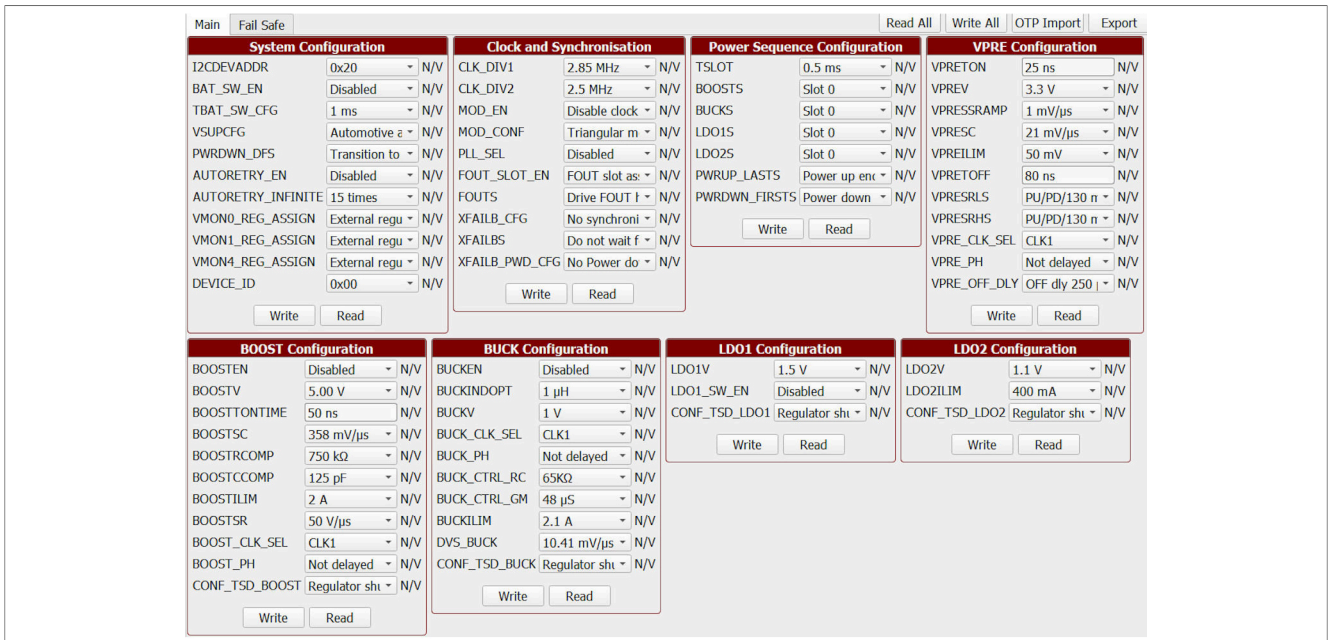 Main Fail Safe Read All Write All OTP Import Export
System Configuration
I2CDEVADDR 0x20 N/V
BAT_SW_EN Disabled N/V
TBAT_SW_CFG 1 ms N/V
VSUPCFG Automotive a N/V
PWRDWN_DFS Transition to N/V
AUTORETRY_EN Disabled N/V
AUTORETRY_INFINITE 15 times N/V
VMON0_REG_ASSIGN External regu N/V
VMON1_REG_ASSIGN External regu N/V
VMON4_REG_ASSIGN External regu N/V
DEVICE_ID 0x00 N/V
Write Read
Clock and Synchronisation
CLK_DIV1 2.85 MHz N/V
CLK_DIV2 2.5 MHz N/V
MOD_EN Disable clock N/V
MOD_CONF Triangular m N/V
PLL_SEL Disabled N/V
FOUT_SLOT_EN FOUT slot as: N/V
FOUTS Drive FOUT h N/V
XFAILB_CFG No synchroni N/V
XFAILBS Do not wait f N/V
XFAILB_PWD_CFG No Power do N/V
Write Read
Power Sequence Configuration
TSLOT 0.5 ms N/V
BOOSTS Slot 0 N/V
BUCKS Slot 0 N/V
LDO1S Slot 0 N/V
LDO2S Slot 0 N/V
PWRUP_LASTS Power up enc N/V
PWRDWN_FIRSTS Power down N/V
Write Read
VPRE Configuration
VPRETON 25 ns N/V
VPREV 3.3 V N/V
VPRESSRAMP 1 mV/µs N/V
VPRESC 21 mV/µs N/V
VPREILIM 50 mV N/V
VPRETOFF 80 ns N/V
VPRESRLS PU/PD/130 n N/V
VPRESRHS PU/PD/130 n N/V
VPRE_CLK_SEL CLK1 N/V
VPRE_PH Not delayed N/V
VPRE_OFF_DLY OFF dly 250 N/V
Write Read
BOOST Configuration
BOOSTEN Disabled N/V
BOOSTV 5.00 V N/V
BOOSTTONTIME 50 ns N/V
BOOSTSC 358 mV/µs N/V
BOOSTRCOMP 750 kΩ N/V
BOOSTCCOMP 125 pF N/V
BOOSTILIM 2 A N/V
BOOSTSR 50 V/µs N/V
BOOST_CLK_SEL CLK1 N/V
BOOST_PH Not delayed N/V
CONF_TSD_BOOST Regulator shu N/V
Write Read
BUCK Configuration
BUCKEN Disabled N/V
BUCKINDOPT 1 µH N/V
BUCKV 1 V N/V
BUCK_CLK_SEL CLK1 N/V
BUCK_PH Not delayed N/V
BUCK_CTRL_RC 65KΩ N/V
BUCK_CTRL_GM 48 µS N/V
BUCKILIM 2.1 A N/V
DVS_BUCK 10.41 mV/µs N/V
CONF_TSD_BUCK Regulator shu N/V
Write Read
LDO1 Configuration
LDO1V 1.5 V N/V
LDO1_SW_EN Disabled N/V
CONF_TSD_LDO1 Regulator shu N/V
Write Read
LDO2 Configuration
LDO2V 1.1 V N/V
LDO2ILIM 400 mA N/V
CONF_TSD_LDO2 Regulator shu N/V
Write Read